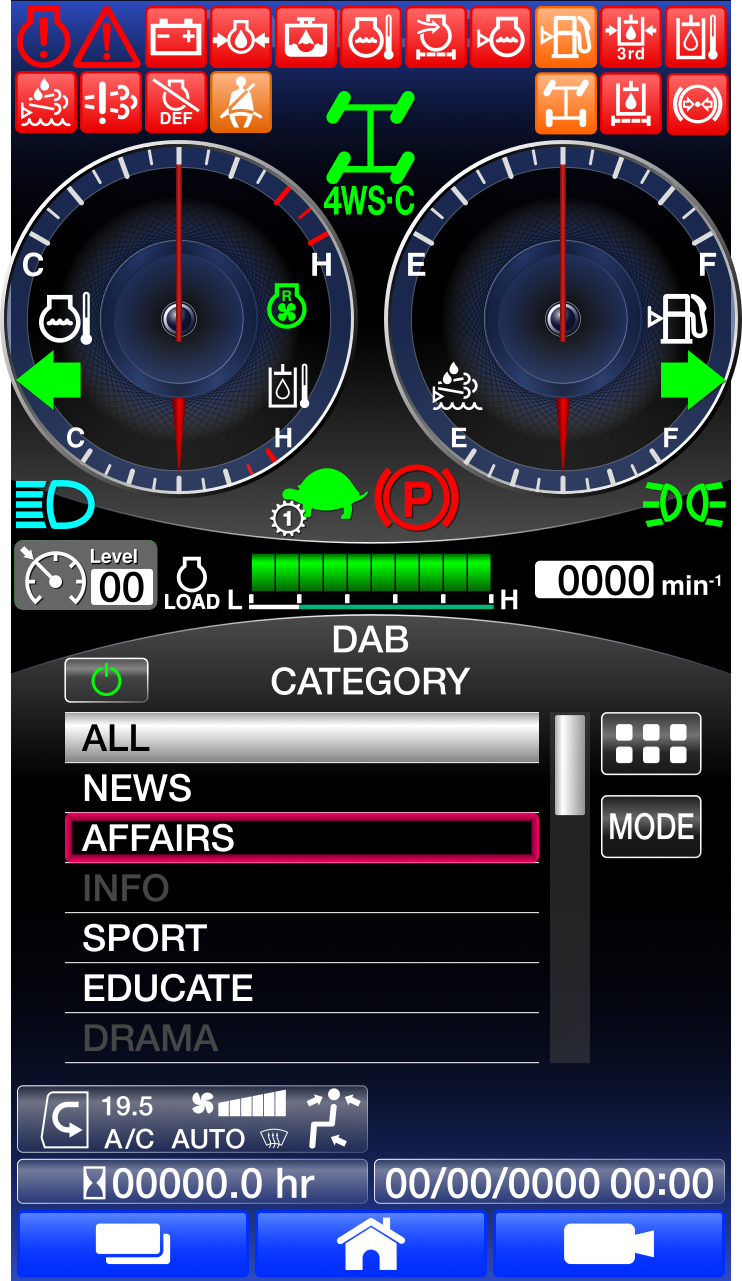 3rd
DEF
4WS·C
C H
R
E F
C H
E F
1
P
Level
00
LOAD L H
0000 min-1
DAB
CATEGORY
ALL
NEWS
AFFAIRS
MODE
INFO
SPORT
EDUCATE
DRAMA
19.5
A/C AUTO
00000.0 hr
00/00/0000 00:00